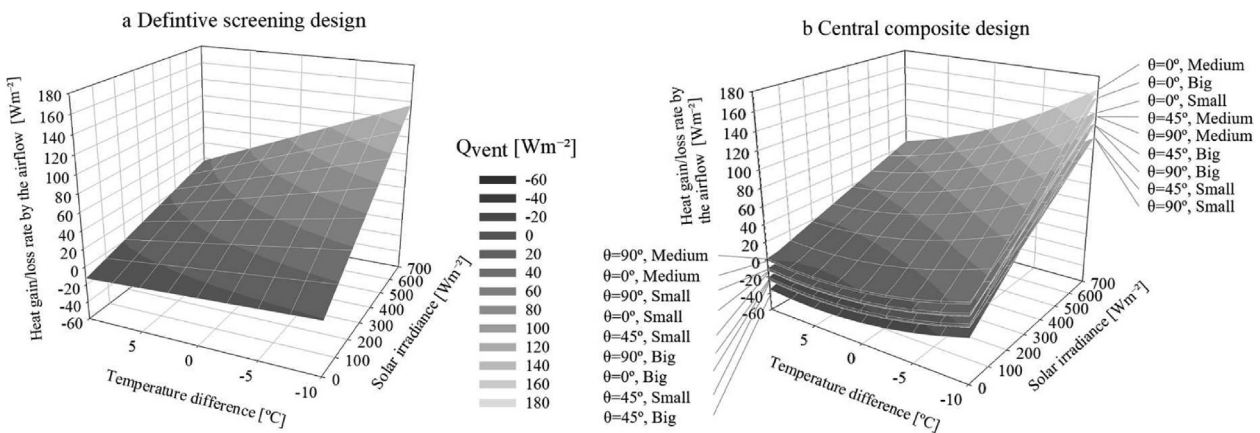 a Defintive screening design
Heat gain/loss rate by the airflow [Wm⁻²]
180
160
140
120
100
80
60
40
20
0
-20
-40
-60
5
0
-5
-10
Temperature difference [ºC]
0
100
200
300
400
500
600
700
Solar irradiance [Wm⁻²]
Qvent [Wm⁻²]
-60
-40
-20
0
20
40
60
80
100
120
140
160
180
b Central composite design
Heat gain/loss rate by
the airflow [Wm⁻²]
180
160
140
120
100
80
60
40
20
0
-20
-40
-60
5
0
-5
-10
Temperature difference [ºC]
0
100
200
300
400
500
600
700
Solar irradiance [Wm⁻²]
θ=0º, Medium
θ=0º, Big
θ=0º, Small
θ=45º, Medium
θ=90º, Medium
θ=45º, Big
θ=90º, Big
θ=45º, Small
θ=90º, Small
θ=90º, Medium
θ=0º, Medium
θ=90º, Small
θ=0º, Small
θ=45º, Small
θ=90º, Big
θ=0º, Big
θ=45º, Small
θ=45º, Big